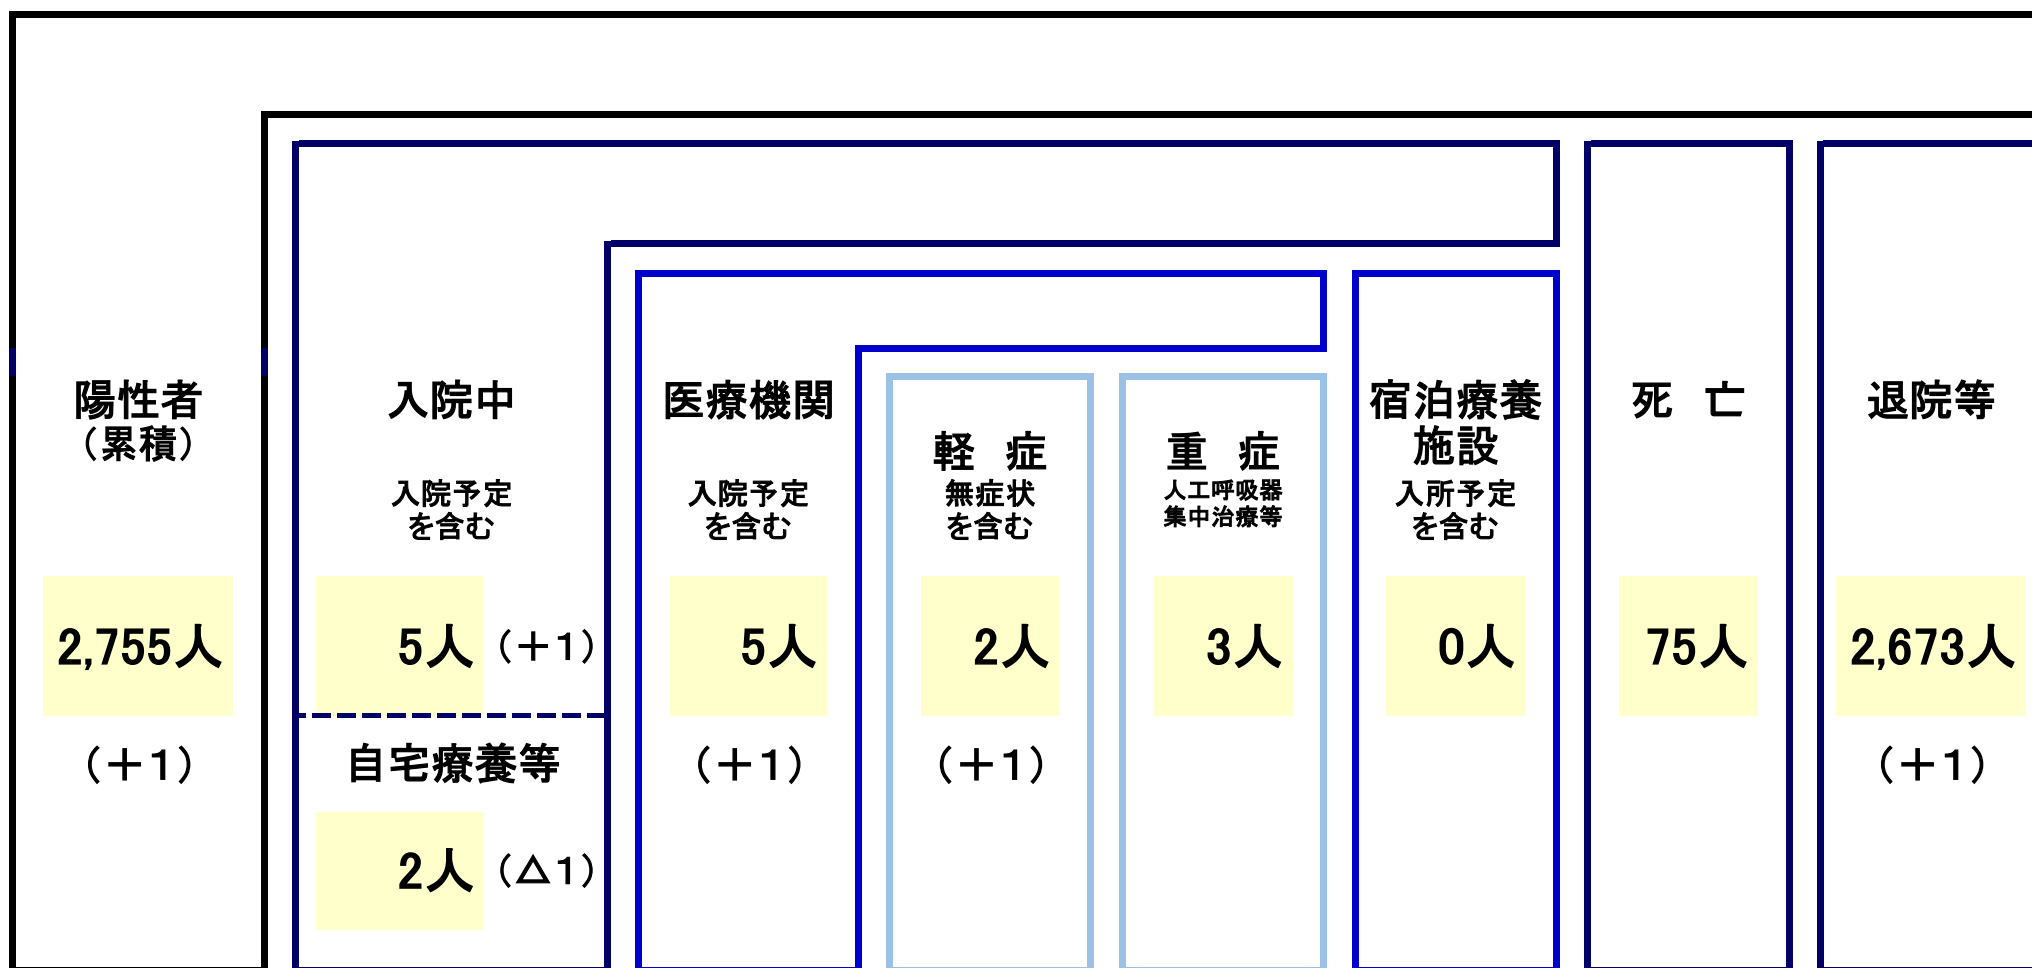 陽性者
（累積）
2,755人
（＋１）
入院中
入院予定
を含む
5人（＋１）
自宅療養等
2人（△１）
医療機関
入院予定
を含む
5人
（＋１）
軽　症
無症状
を含む
2人
（＋１）
重　症
人工呼吸器
集中治療等
3人
宿泊療養
施設
入所予定
を含む
0人
死　亡
75人
退院等
2,673人
（＋１）